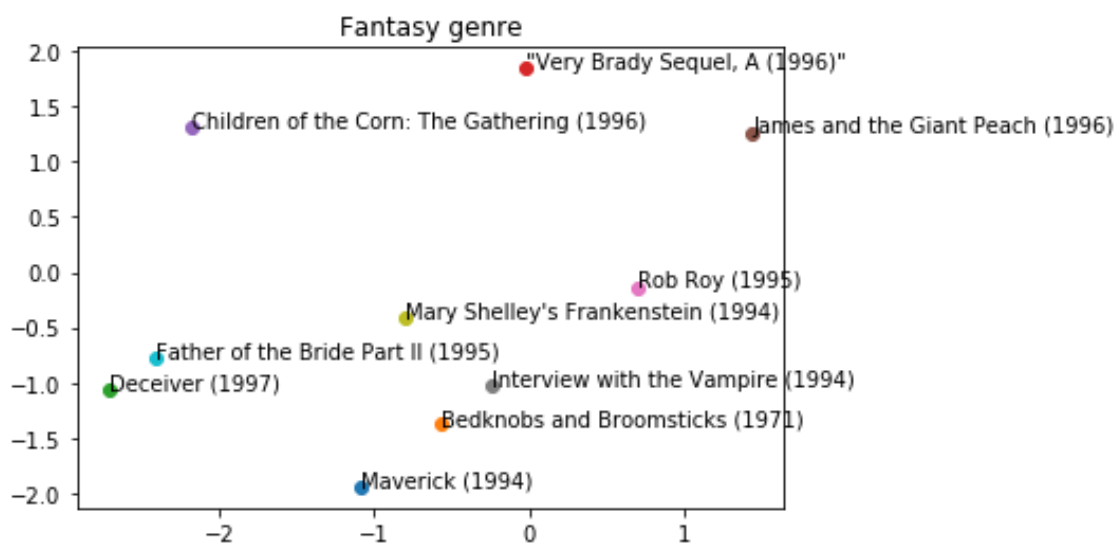 Fantasy genre
2.0
"Very Brady Sequel, A (1996)"
1.5
Children of the Corn: The Gathering (1996)
James and the Giant Peach (1996)
1.0
0.5
0.0
Rob Roy (1995)
Mary Shelley's Frankenstein (1994)
−0.5
Father of the Bride Part II (1995)
−1.0
Deceiver (1997)
Interview with the Vampire (1994)
Bedknobs and Broomsticks (1971)
−1.5
Maverick (1994)
−2.0
−2 −1 0 1